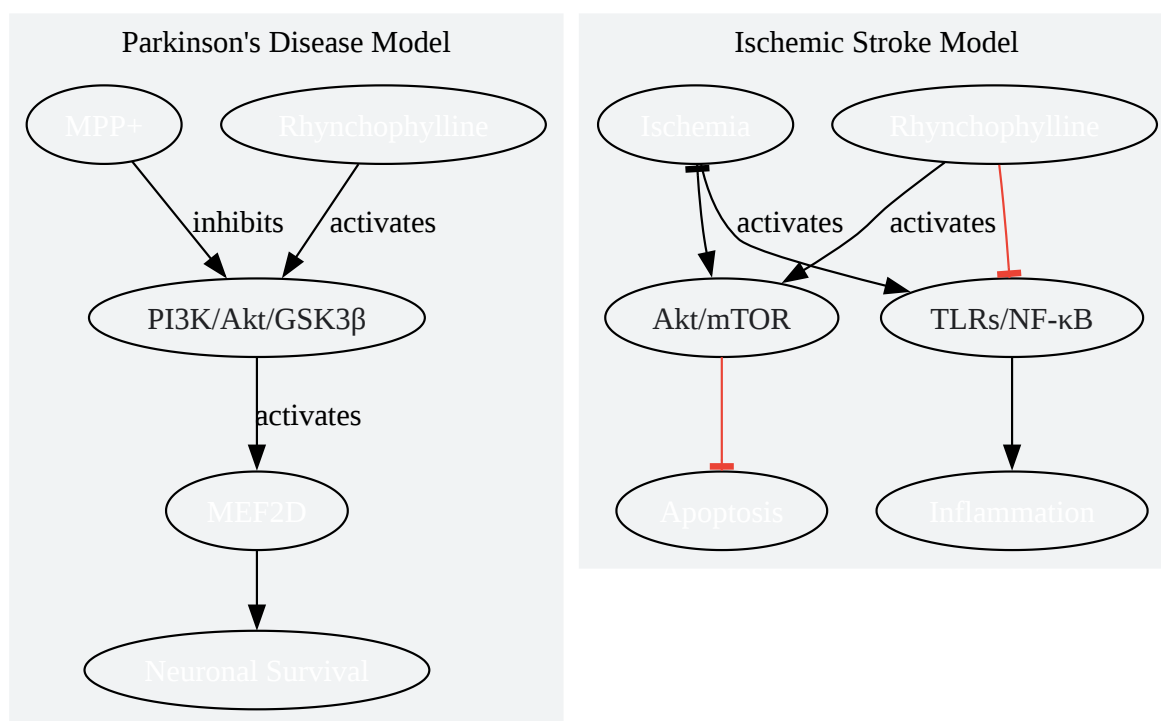 Parkinson's Disease Model
MPP+
Rhynchophylline
inhibits
activates
PI3K/Akt/GSK3β
activates
MEF2D
Neuronal Survival
Ischemic Stroke Model
Ischemia
Rhynchophylline
activates
activates
Akt/mTOR
TLRs/NF-κB
Apoptosis
Inflammation